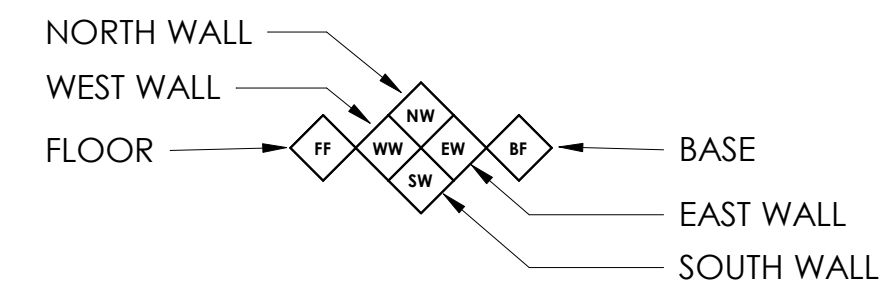 NORTH WALL
WEST WALL
FLOOR
NW
FF
WW
EW
BF
SW
BASE
EAST WALL
SOUTH WALL